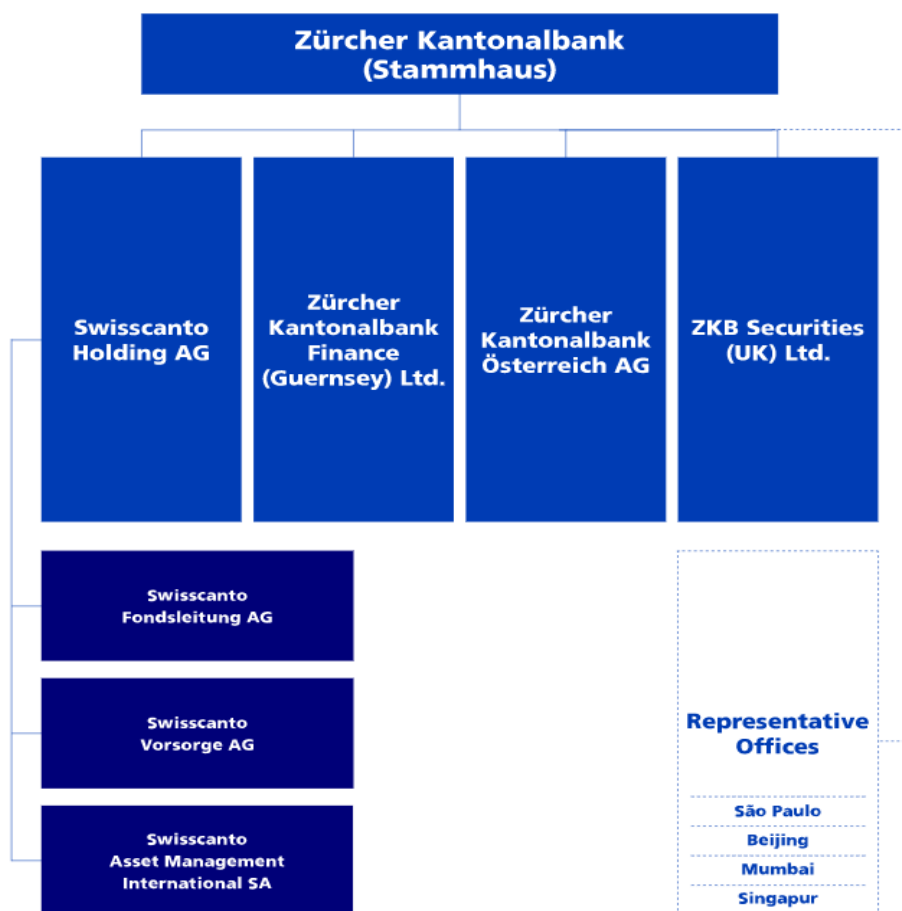 Zürcher Kantonalbank
(Stammhaus)
Swisscanto
Holding AG
Zürcher
Kantonalbank
Finance
(Guernsey) Ltd.
Zürcher
Kantonalbank
Österreich AG
ZKB Securities
(UK) Ltd.
Swisscanto
Fondsleitung AG
Swisscanto
Vorsorge AG
Swisscanto
Asset Management
International SA
Representative
Offices
São Paulo
Beijing
Mumbai
Singapur